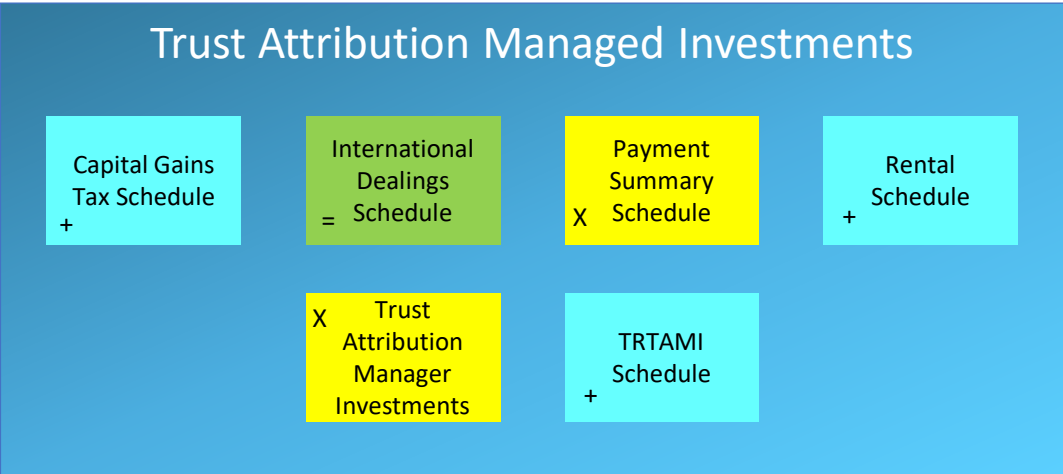 Trust Attribution Managed Investments
Capital Gains
Tax Schedule
+
International
Dealings
= Schedule
Payment
Summary
X Schedule
Rental
Schedule
+
X Trust
Attribution
Manager
Investments
TRTAMI
Schedule
+